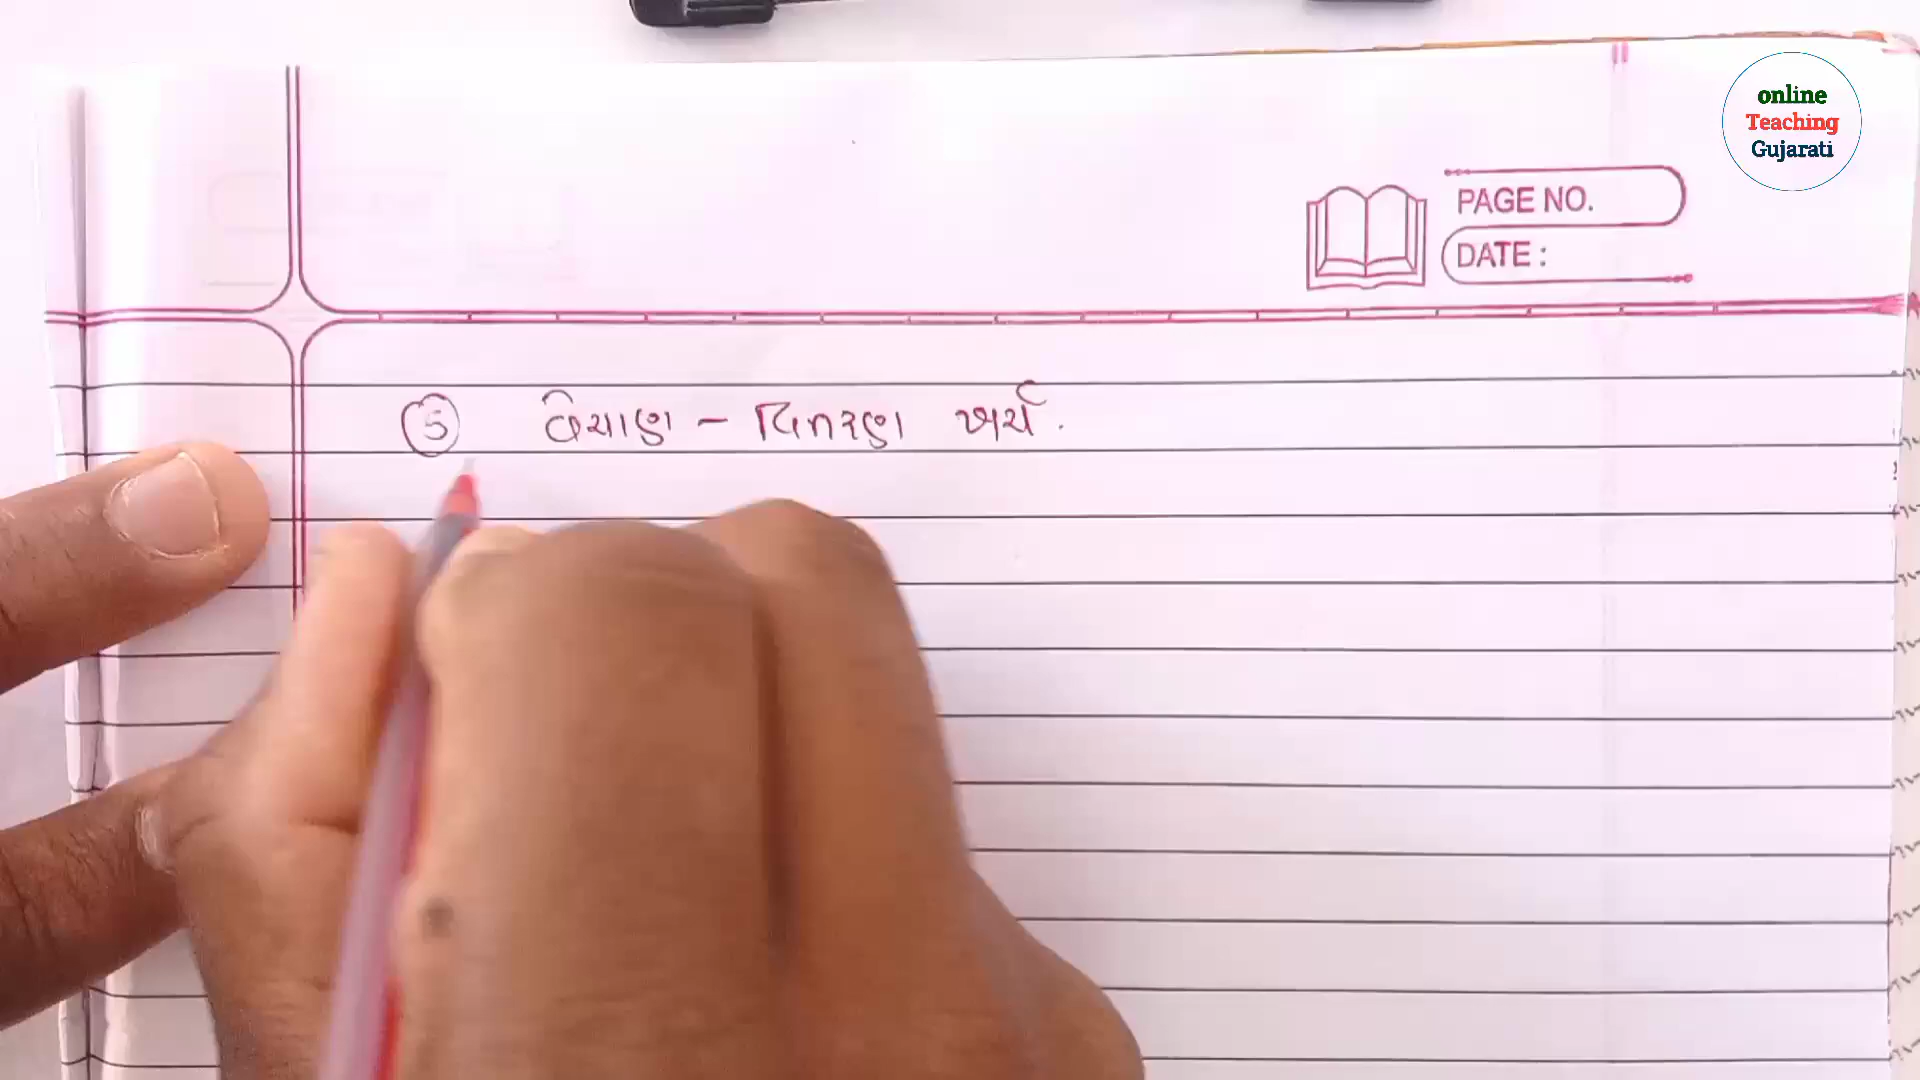 online
Teaching
Gujarati
PAGE NO.
DATE :
5 વેચાણ - વિતરણ ખર્ચ.